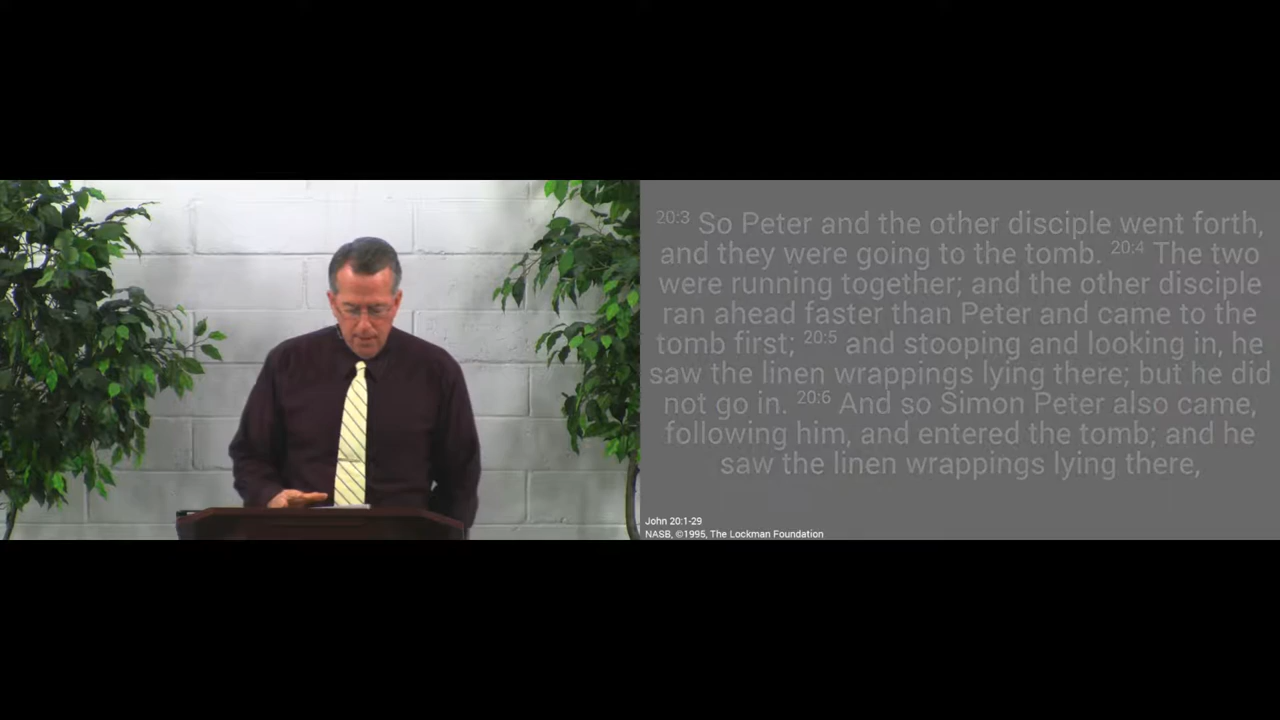 20:3 So Peter and the other disciple went forth,
and they were going to the tomb. 20:4 The two
were running together; and the other disciple
ran ahead faster than Peter and came to the
tomb first; 20:5 and stooping and looking in, he
saw the linen wrappings lying there; but he did
not go in. 20:6 And so Simon Peter also came,
following him, and entered the tomb; and he
saw the linen wrappings lying there,
John 20:1-29
NASB, ©1995, The Lockman Foundation